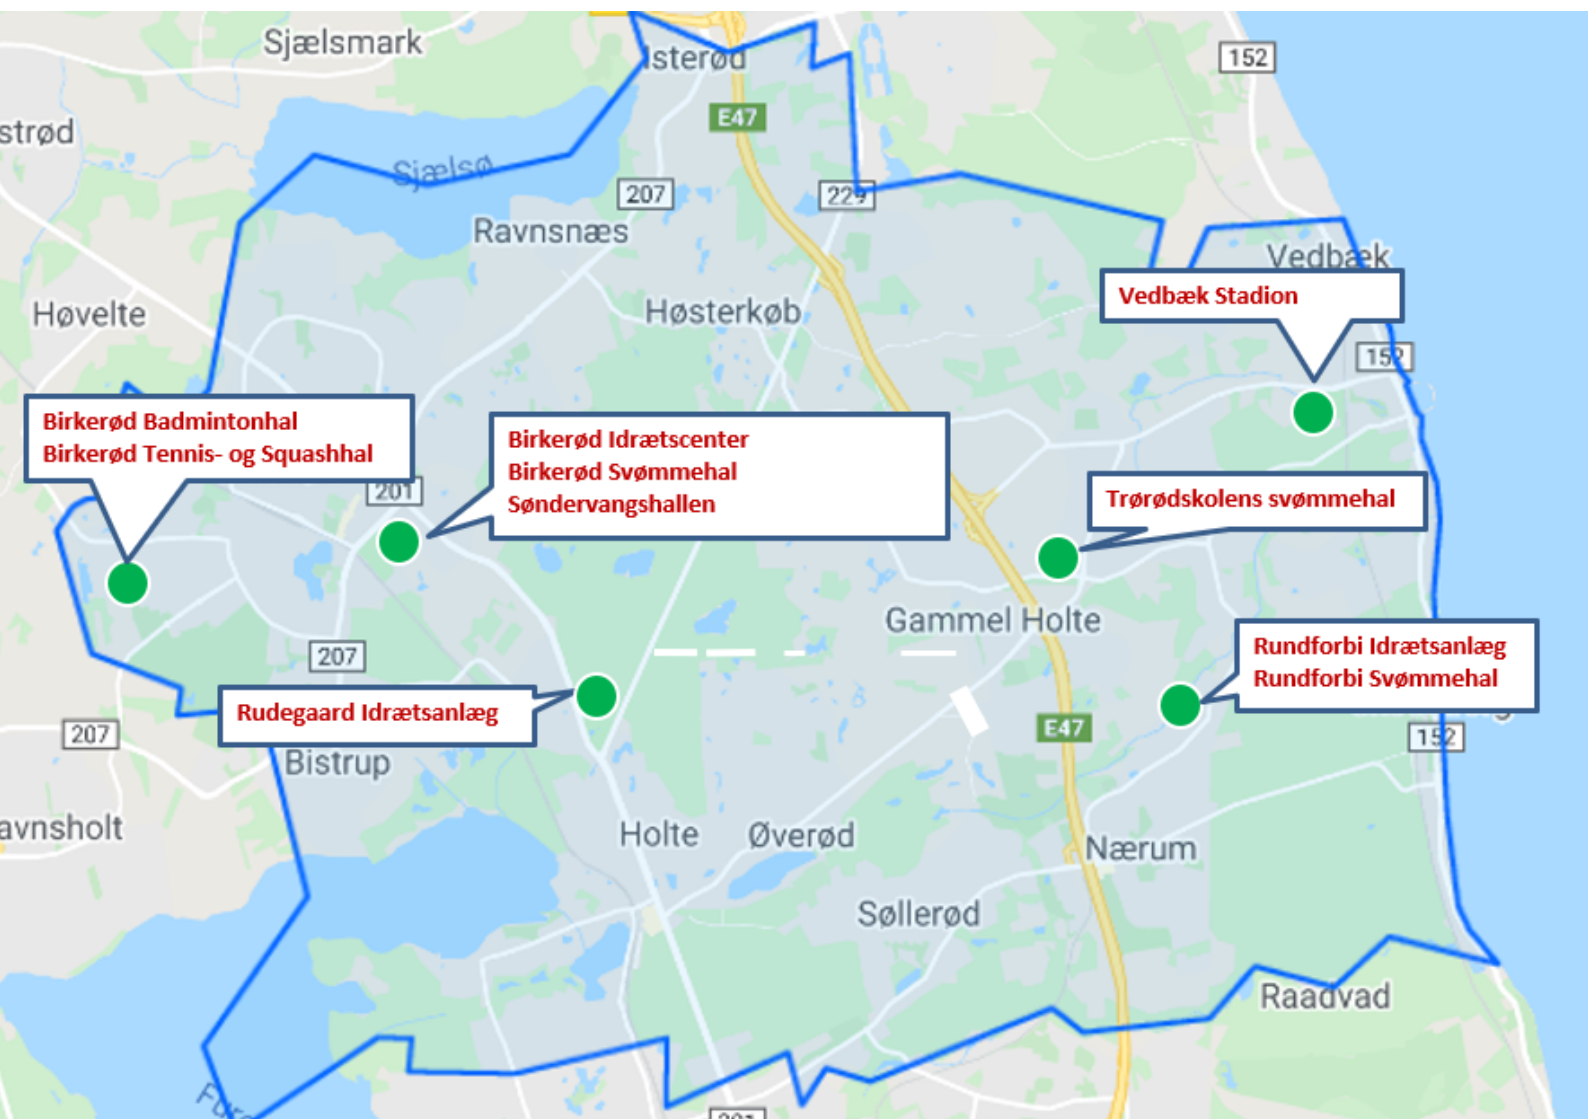 Sjælsmark
Isterød
152
E47
strød
Sjælsø
207
229
Ravnsnæs
Vedbæk
Vedbæk Stadion
Høvelte
Høsterkøb
152
Birkerød Badmintonhal
Birkerød Tennis- og Squashhal
Birkerød Idrætscenter
Birkerød Svømmehal
Søndervangshallen
201
Trørødskolens svømmehal
Gammel Holte
207
Rundforbi Idrætsanlæg
Rundforbi Svømmehal
Rudegaard Idrætsanlæg
207
E47
152
Bistrup
avnsholt
Holte
Øverød
Nærum
Søllerød
Raadvad
Fure
201